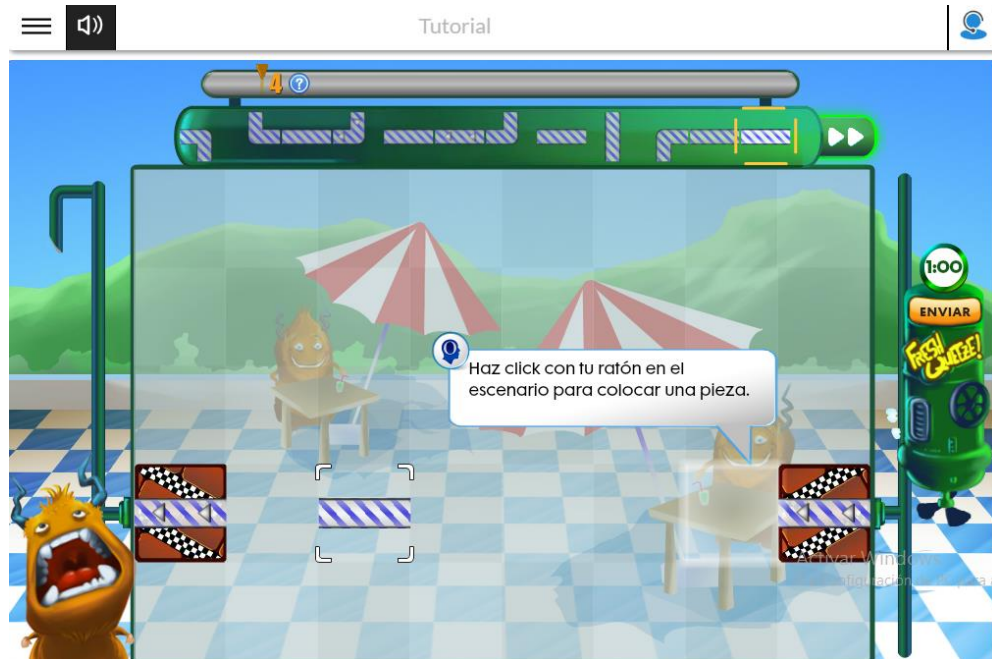 Tutorial
4 ?
1:00
ENVIAR
FRESH
SQUEEZE!
Haz click con tu ratón en el
escenario para colocar una pieza.
Activar Windows